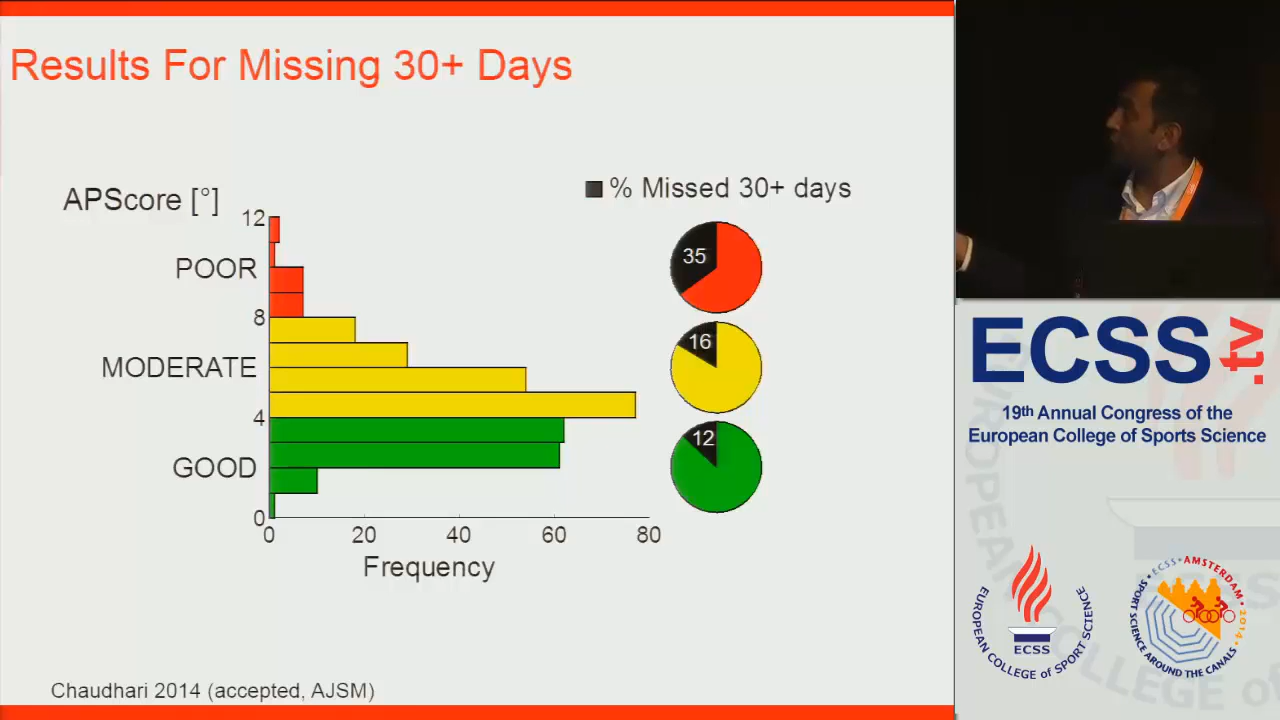 Results For Missing 30+ Days
APScore [°]
12
POOR
8
MODERATE
4
GOOD
0
0 20 40 60 80
Frequency
% Missed 30+ days
35
16
12
Chaudhari 2014 (accepted, AJSM)
ECSS.tv
19th Annual Congress of the
European College of Sports Science
EUROPEAN COLLEGE OF SPORT SCIENCE
ECSS
ECSS • AMSTERDAM • 2014 •
SPORT SCIENCE AROUND THE CANALS